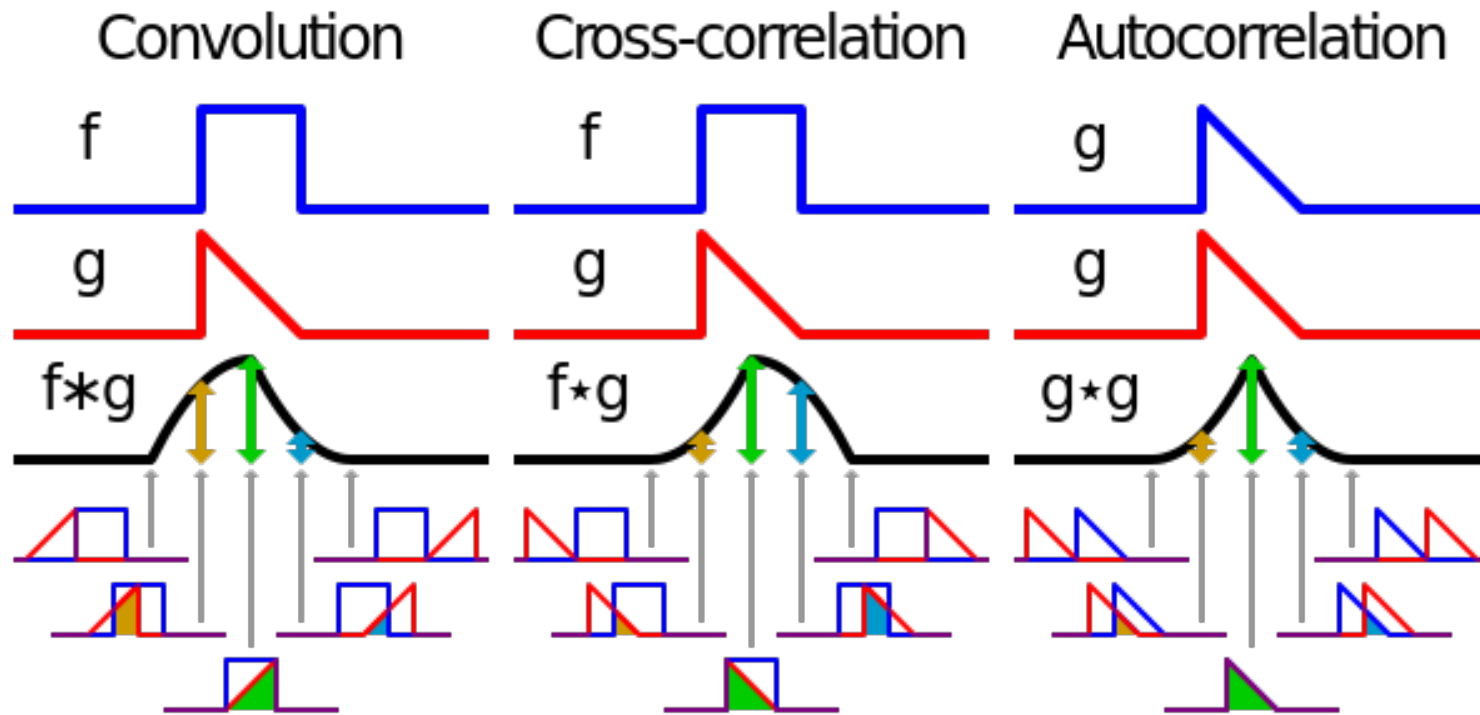 Convolution Cross-correlation Autocorrelation
f f g
g g g
f∗g f⋆g g⋆g